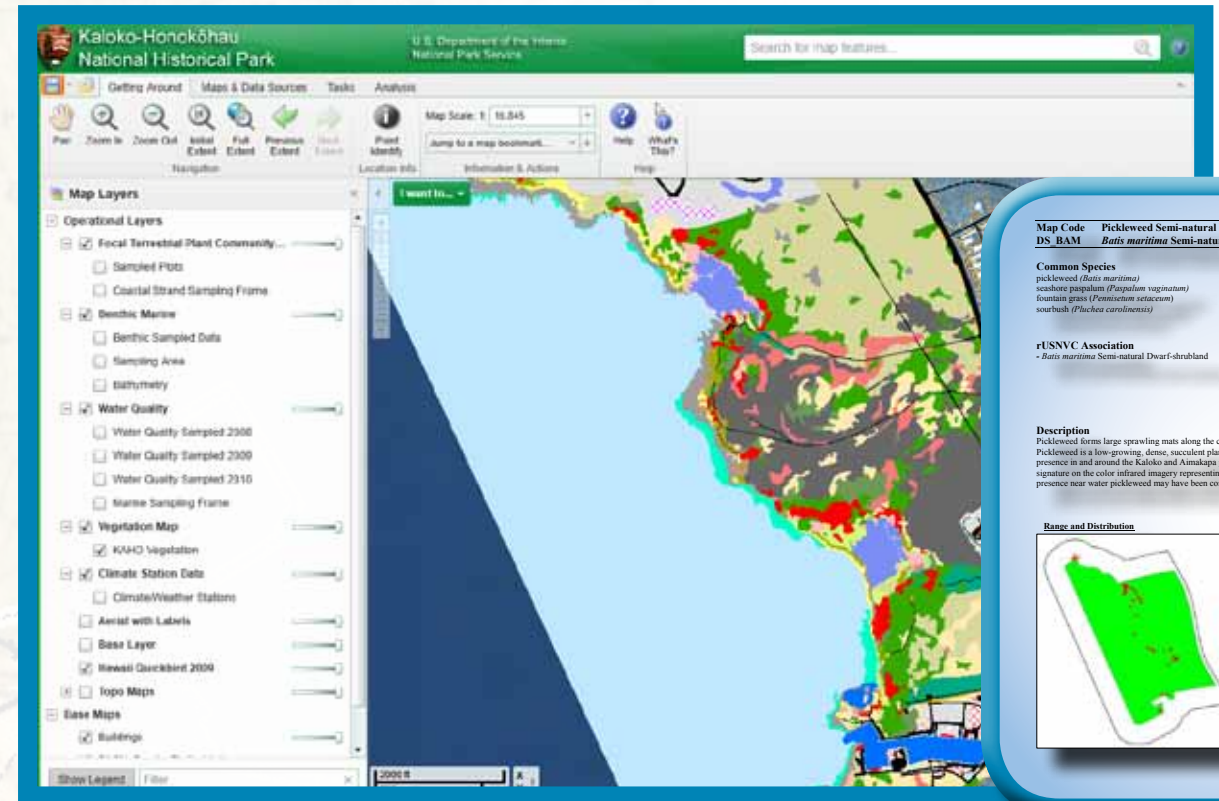 Kaloko-Honokōhau
National Historical Park
U.S. Department of the Interior
National Park Service
Search for map features...
Getting Around Maps & Data Sources Tasks Analysis
Pan Zoom In Zoom Out Initial Extent Full Extent Previous Extent Next Extent
Point Identify
Map Scale: 1: 10,845
Jump to a map bookmark...
Help What's This?
Navigation Location Info Information & Actions Help
Map Layers
I want to...
Operational Layers
Focal Terrestrial Plant Community...
Sampled Plots
Coastal Strand Sampling Frame
Benthic Marine
Benthic Sampled Data
Sampling Area
Bathymetry
Water Quality
Water Quality Sampled 2008
Water Quality Sampled 2009
Water Quality Sampled 2010
Marine Sampling Frame
Vegetation Map
KAHO Vegetation
Climate Station Data
Climate/Weather Stations
Aerial with Labels
Base Layer
Hawaii Quickbird 2009
Topo Maps
Base Maps
Buildings
Show Legend Filter
2000 ft
Map Code Pickleweed Semi-natural
DS_BAM Batis maritima Semi-natu
Common Species
pickleweed (Batis maritima)
seashore paspalum (Paspalum vaginatum)
fountain grass (Pennisetum setaceum)
sourbush (Pluchea carolinensis)
rUSNVC Association
- Batis maritima Semi-natural Dwarf-shrubland
Description
Pickleweed forms large sprawling mats along the c
Pickleweed is a low-growing, dense, succulent plan
presence in and around the Kaloko and Aimakapa
signature on the color infrared imagery representin
presence near water pickleweed may have been co
Range and Distribution